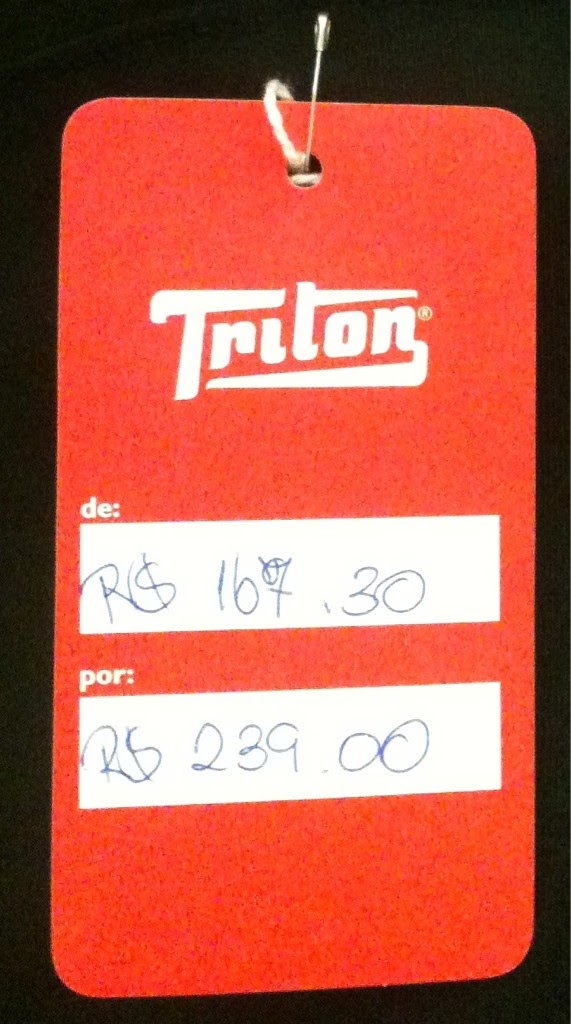 Triton®
de:
R$ 167.30
por:
R$ 239.00